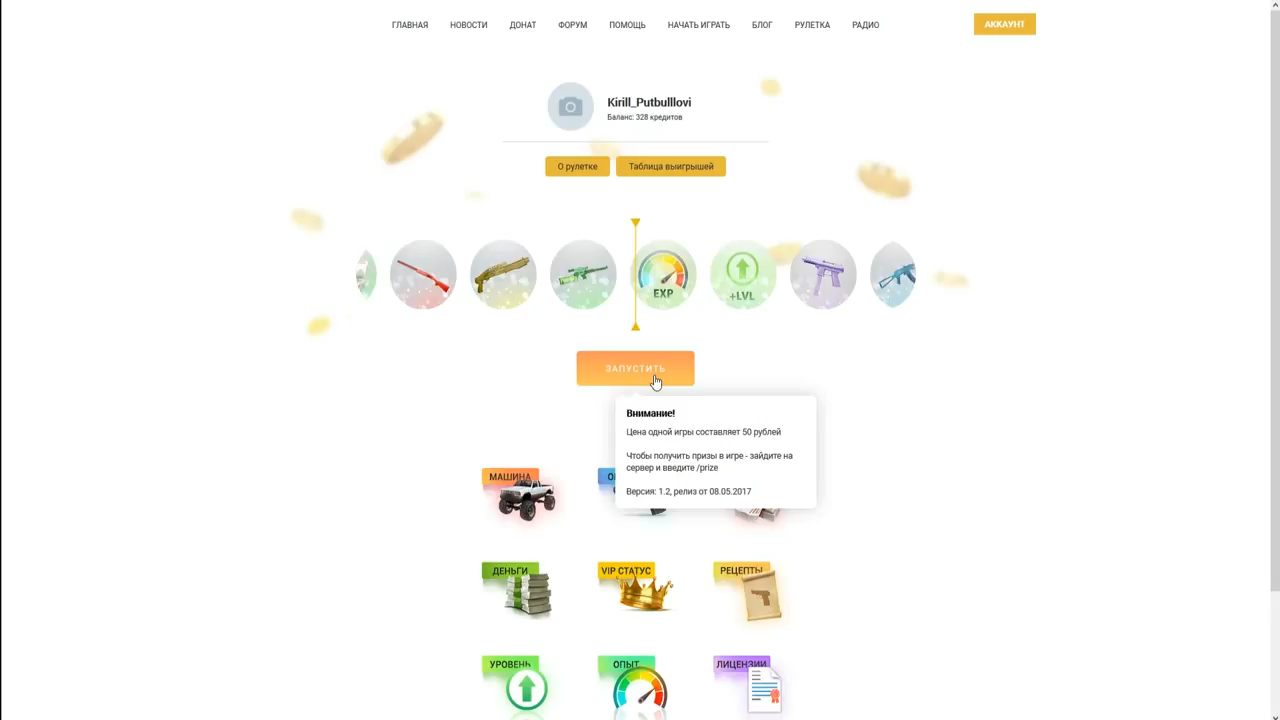 ГЛАВНАЯ НОВОСТИ ДОНАТ ФОРУМ ПОМОЩЬ НАЧАТЬ ИГРАТЬ БЛОГ РУЛЕТКА РАДИО АККАУНТ
Kirill_Putbulllovi
Баланс: 328 кредитов
О рулетке Таблица выигрышей
EXP +LVL
ЗАПУСТИТЬ
Внимание!
Цена одной игры составляет 50 рублей
Чтобы получить призы в игре - зайдите на
сервер и введите /prize
Версия: 1.2, релиз от 08.05.2017
МАШИНА
ДЕНЬГИ VIP СТАТУС РЕЦЕПТЫ
УРОВЕНЬ ОПЫТ ЛИЦЕНЗИИ